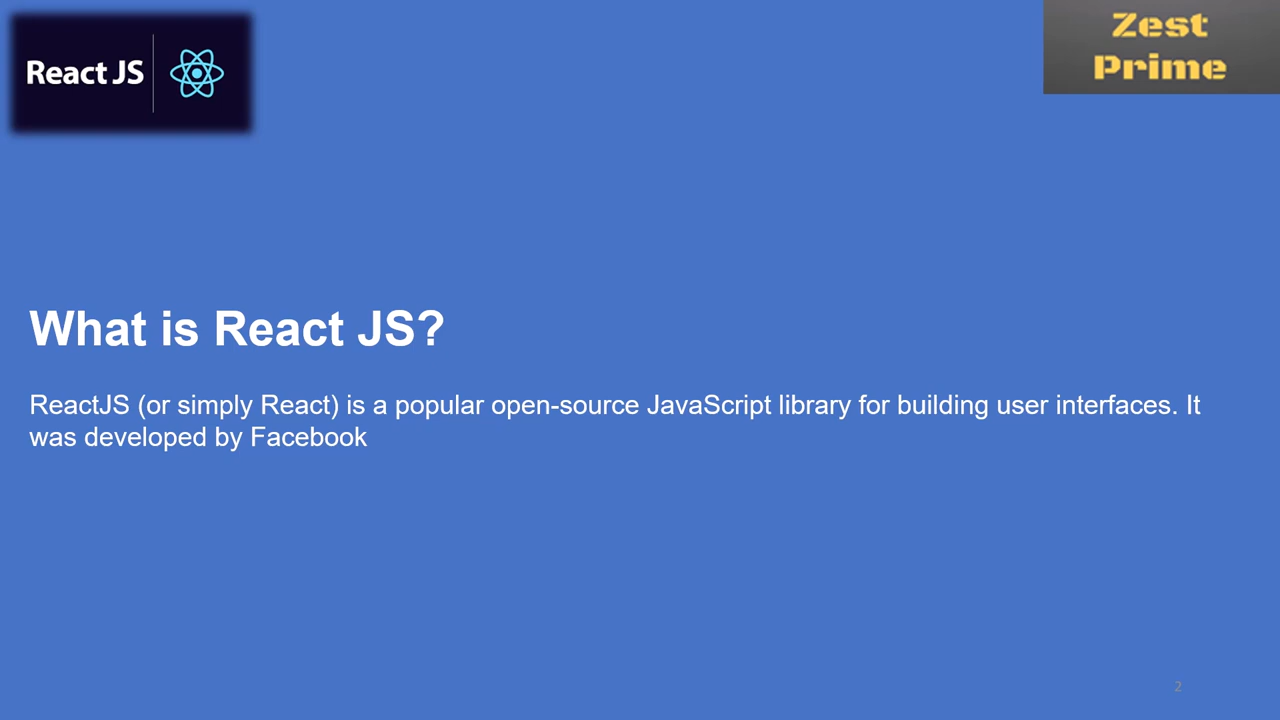 React JS
Zest
Prime
What is React JS?
ReactJS (or simply React) is a popular open-source JavaScript library for building user interfaces. It
was developed by Facebook
2